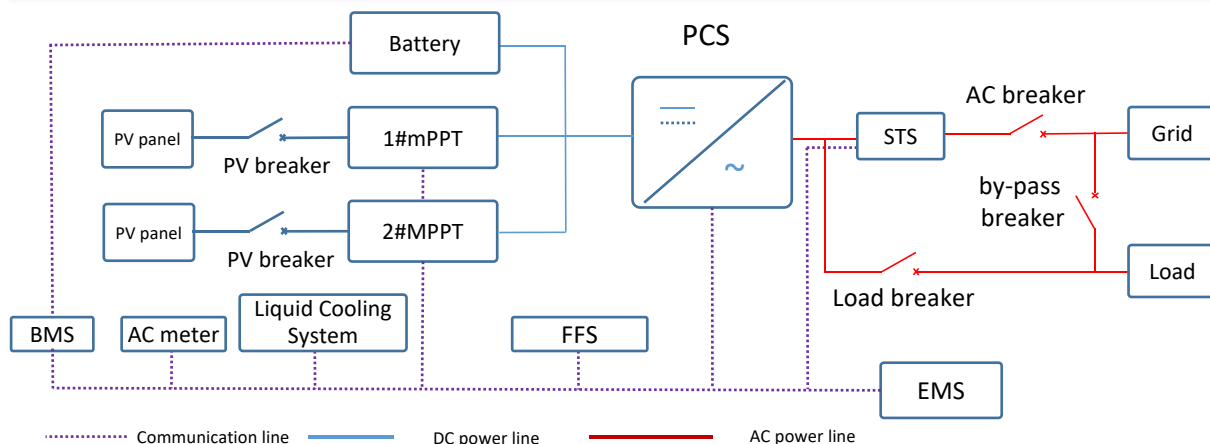 PCS
Battery
AC breaker
PV panel
PV breaker
1#mPPT
~
STS
Grid
by-pass
breaker
PV panel
PV breaker
2#MPPT
Load breaker
Load
BMS
AC meter
Liquid Cooling
System
FFS
EMS
Communication line
DC power line
AC power line